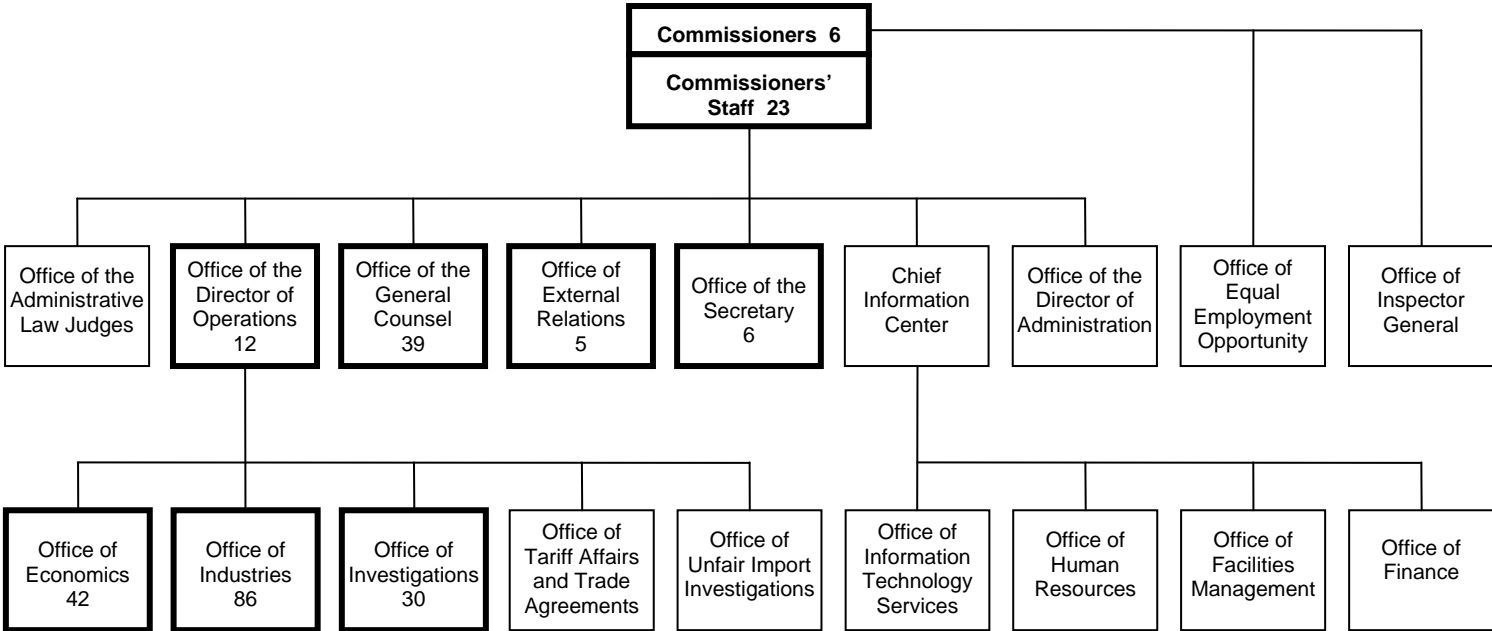 Commissioners 6
Commissioners’
Staff 23
Office of the
Administrative
Law Judges
Office of the
Director of
Operations
12
Office of the
General
Counsel
39
Office of
External
Relations
5
Office of the
Secretary
6
Chief
Information
Center
Office of the
Director of
Administration
Office of
Equal
Employment
Opportunity
Office of
Inspector
General
Office of
Economics
42
Office of
Industries
86
Office of
Investigations
30
Office of
Tariff Affairs
and Trade
Agreements
Office of
Unfair Import
Investigations
Office of
Information
Technology
Services
Office of
Human
Resources
Office of
Facilities
Management
Office of
Finance